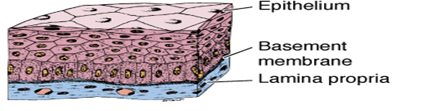 Epithelium
Basement
membrane
Lamina propria